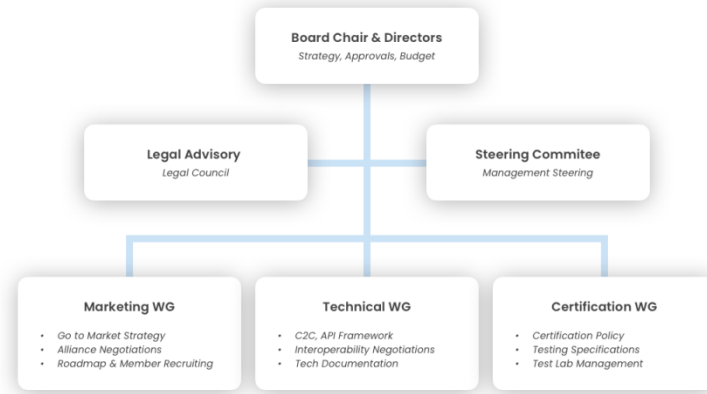 Board Chair & Directors
Strategy, Approvals, Budget
Legal Advisory
Legal Council
Steering Commitee
Management Steering
Marketing WG
• Go to Market Strategy
• Alliance Negotiations
• Roadmap & Member Recruiting
Technical WG
• C2C, API Framework
• Interoperability Negotiations
• Tech Documentation
Certification WG
• Certification Policy
• Testing Specifications
• Test Lab Management